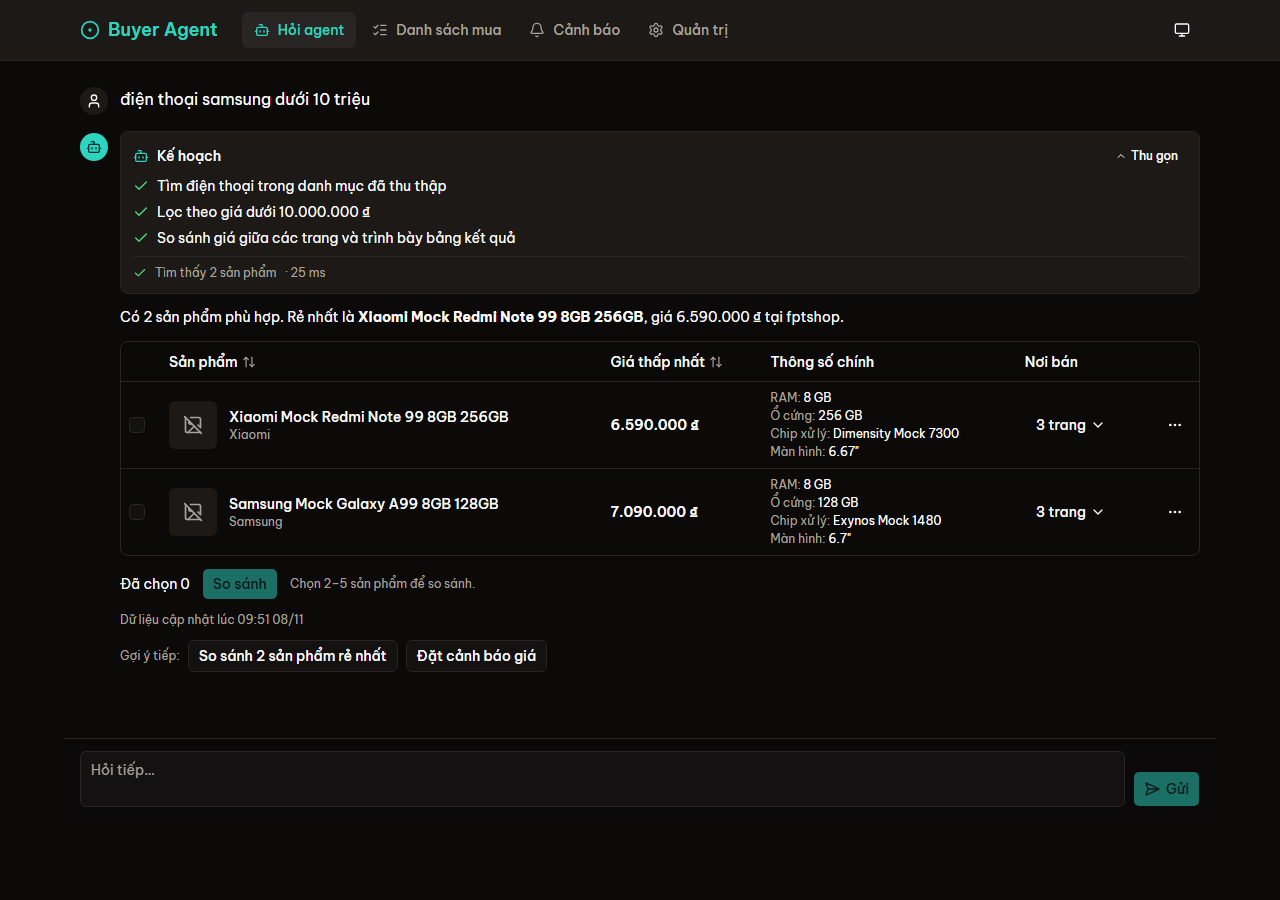 Buyer Agent
Hỏi agent
Danh sách mua
Cảnh báo
Quản trị
điện thoại samsung dưới 10 triệu
Kế hoạch
Thu gọn
Tìm điện thoại trong danh mục đã thu thập
Lọc theo giá dưới 10.000.000 ₫
So sánh giá giữa các trang và trình bày bảng kết quả
Tìm thấy 2 sản phẩm · 25 ms
Có 2 sản phẩm phù hợp. Rẻ nhất là Xiaomi Mock Redmi Note 99 8GB 256GB, giá 6.590.000 ₫ tại fptshop.
Sản phẩm
Giá thấp nhất
Thông số chính
Nơi bán
Xiaomi Mock Redmi Note 99 8GB 256GB
Xiaomi
6.590.000 ₫
RAM: 8 GB
Ổ cứng: 256 GB
Chip xử lý: Dimensity Mock 7300
Màn hình: 6.67"
3 trang
Samsung Mock Galaxy A99 8GB 128GB
Samsung
7.090.000 ₫
RAM: 8 GB
Ổ cứng: 128 GB
Chip xử lý: Exynos Mock 1480
Màn hình: 6.7"
3 trang
Đã chọn 0
So sánh
Chọn 2–5 sản phẩm để so sánh.
Dữ liệu cập nhật lúc 09:51 08/11
Gợi ý tiếp:
So sánh 2 sản phẩm rẻ nhất
Đặt cảnh báo giá
Hỏi tiếp...
Gửi